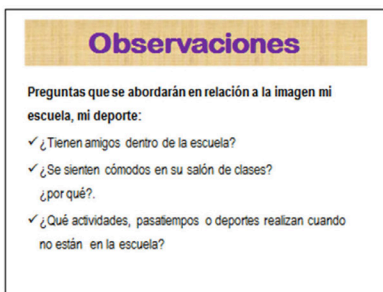 Observaciones
Preguntas que se abordarán en relación a la imagen mi
escuela, mi deporte:
✓ ¿Tienen amigos dentro de la escuela?
✓ ¿Se sienten cómodos en su salón de clases?
¿por qué?.
✓ ¿Qué actividades, pasatiempos o deportes realizan cuando
no están en la escuela?